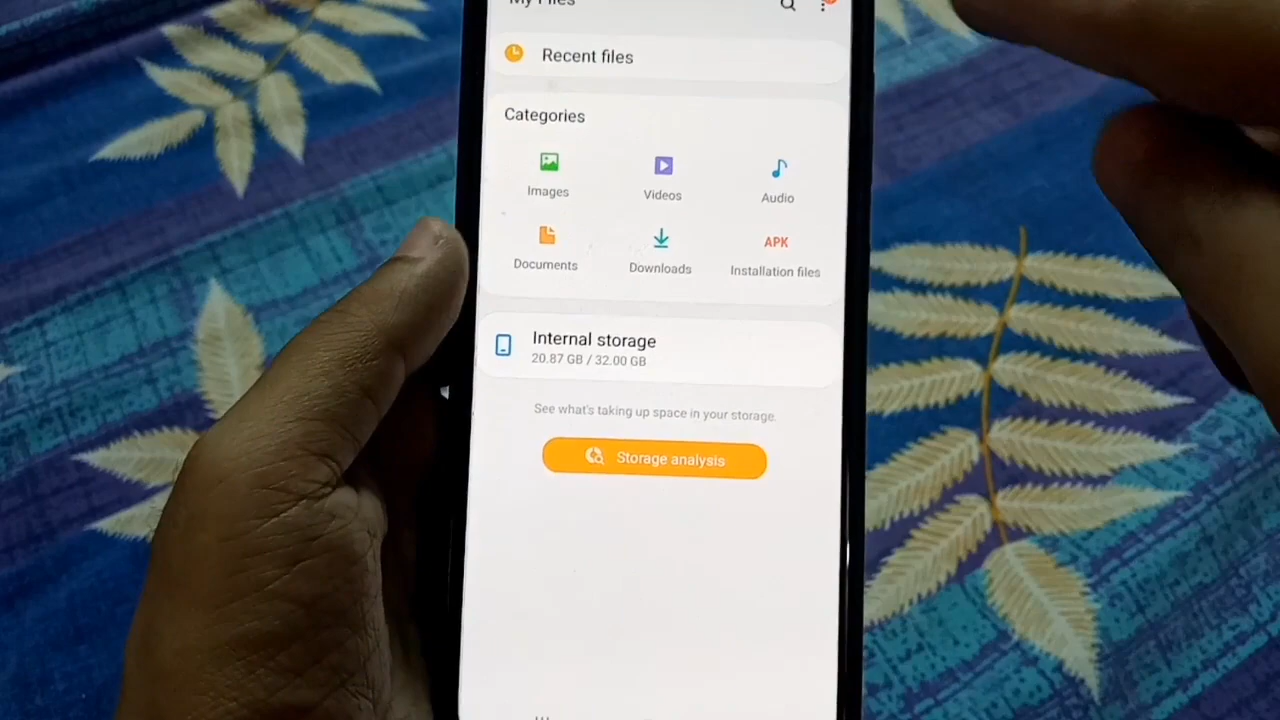 My Files
Recent files
Categories
Images
Videos
Audio
Documents
Downloads
APK
Installation files
Internal storage
20.87 GB / 32.00 GB
See what's taking up space in your storage.
Storage analysis